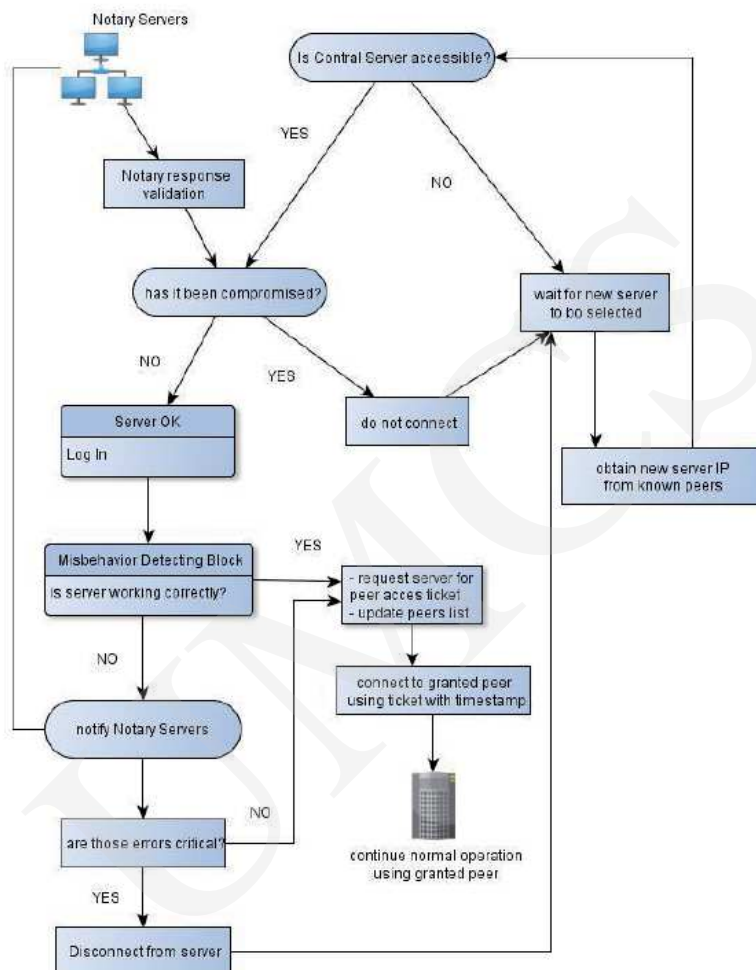 Notary Servers
Is Central Server accessible?
YES
NO
Notary response
validation
has it been compromised?
wait for new server
to bo selected
NO
YES
do not connect
Server OK
Log In
obtain new server IP
from known peers
Misbehavior Detecting Block
Is server working correctly?
YES
- request server for
peer acces ticket
- update peers list
NO
connect to granted peer
using ticket with timestamp
notify Notary Servers
NO
are those errors critical?
continue normal operation
using granted peer
YES
Disconnect from server
UMCS